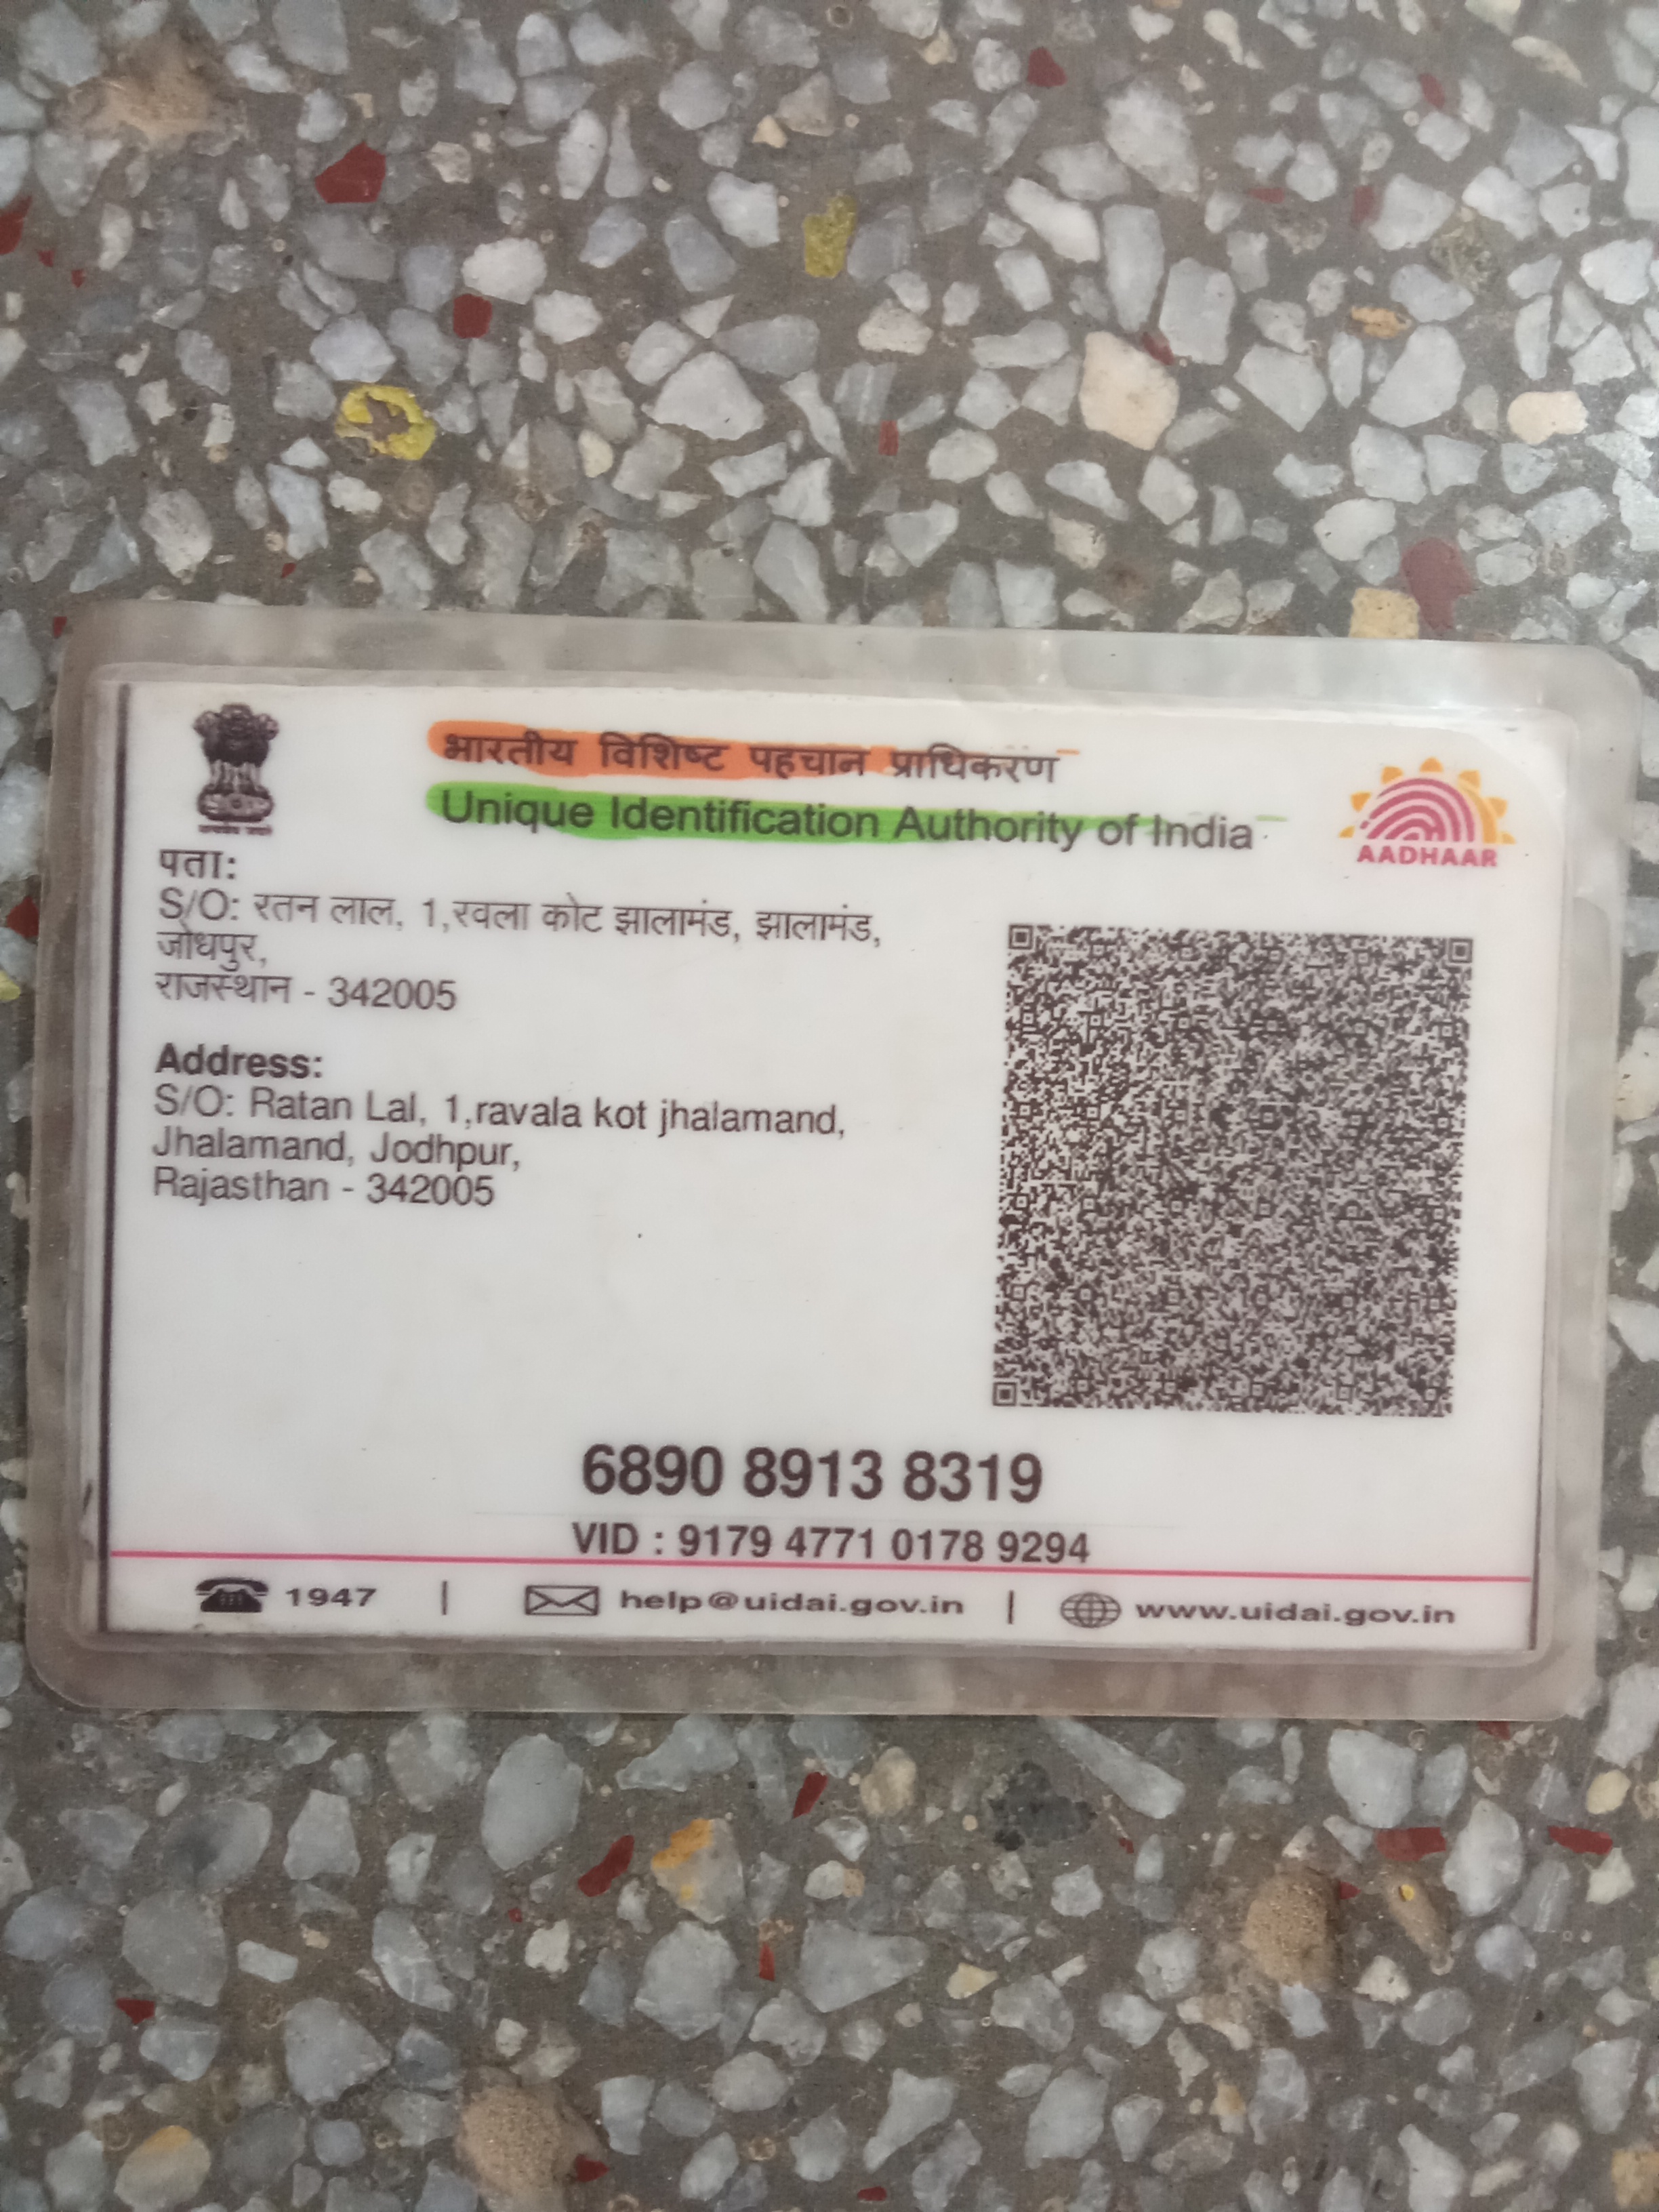 भारतीय विशिष्ट पहचान प्राधिकरण
Unique Identification Authority of India
AADHAAR
पता:
S/O: रतन लाल, 1,रवला कोट झालामंड, झालामंड,
जोधपुर,
राजस्थान - 342005
Address:
S/O: Ratan Lal, 1,ravala kot jhalamand,
Jhalamand, Jodhpur,
Rajasthan - 342005
6890 8913 8319
VID : 9179 4771 0178 9294
1947 | help@uidai.gov.in | www.uidai.gov.in